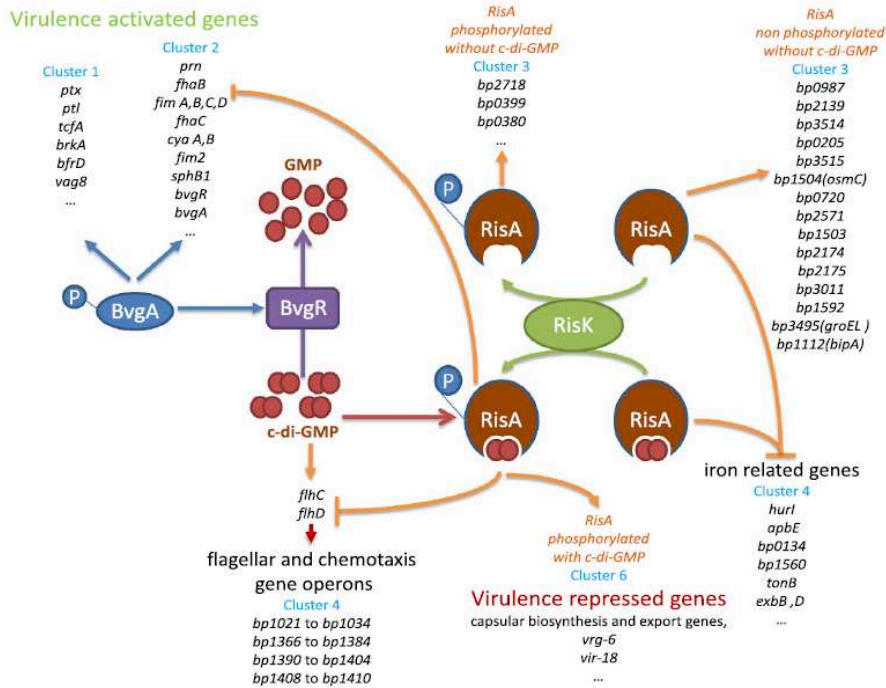 Virulence activated genes
Cluster 1
ptx
ptl
tcfA
brkA
bfrD
vag8
...
Cluster 2
prn
fhaB
fim A,B,C,D
fhaC
cya A,B
fim2
sphB1
bvgR
bvgA
...
RisA
phosphorylated
without c-di-GMP
Cluster 3
bp2718
bp0399
bp0380
...
RisA
non phosphorylated
without c-di-GMP
Cluster 3
bp0987
bp2139
bp3514
bp0205
bp3515
bp1504(osmC)
bp0720
bp2571
bp1503
bp2174
bp2175
bp3011
bp1592
bp3495(groEL )
bp1112(bipA)
GMP
P
RisA
RisA
P
BvgA
BvgR
RisK
P
RisA
RisA
c-di-GMP
flhC
flhD
flagellar and chemotaxis
gene operons
Cluster 4
bp1021 to bp1034
bp1366 to bp1384
bp1390 to bp1404
bp1408 to bp1410
RisA
phosphorylated
with c-di-GMP
Cluster 6
Virulence repressed genes
capsular biosynthesis and export genes,
vrg-6
vir-18
...
iron related genes
Cluster 4
hurI
apbE
bp0134
bp1560
tonB
exbB ,D
...